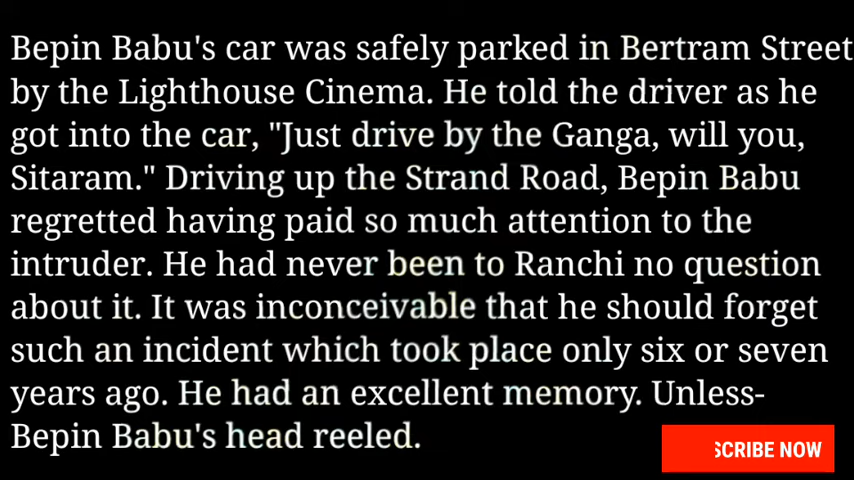 Bepin Babu's car was safely parked in Bertram Street
by the Lighthouse Cinema. He told the driver as he
got into the car, "Just drive by the Ganga, will you,
Sitaram." Driving up the Strand Road, Bepin Babu
regretted having paid so much attention to the
intruder. He had never been to Ranchi no question
about it. It was inconceivable that he should forget
such an incident which took place only six or seven
years ago. He had an excellent memory. Unless-
Bepin Babu's head reeled.
SCRIBE NOW